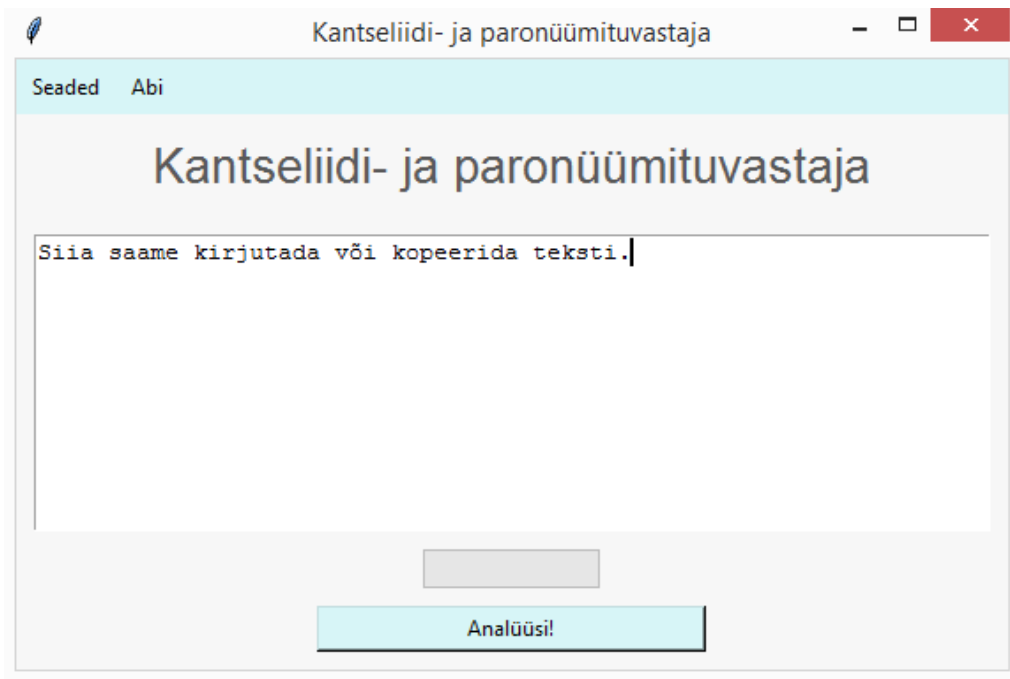 Kantseliidi- ja paronüümituvastaja
Seaded Abi
Kantseliidi- ja paronüümituvastaja
Siia saame kirjutada või kopeerida teksti.
Analüüsi!